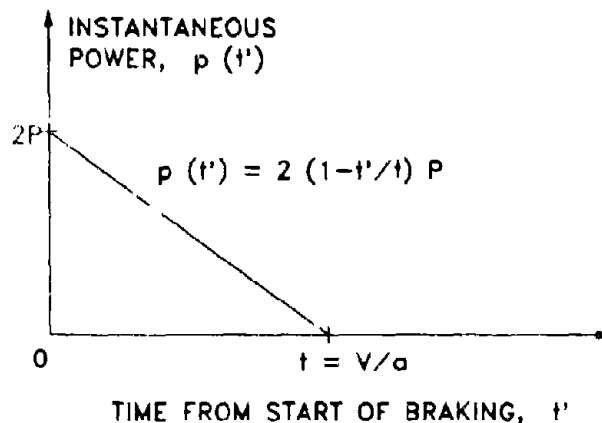 INSTANTANEOUS
POWER, p (t')
2P
p (t') = 2 (1-t'/t) P
0
t = V/a
TIME FROM START OF BRAKING, t'